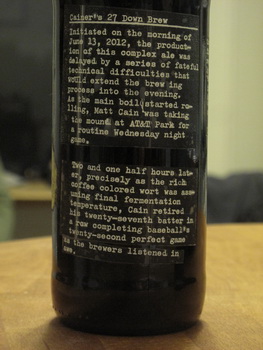 Cainer's 27 Down Brew
Initiated on the morning of
June 13, 2012, the product-
ion of this complex ale was
delayed by a series of fateful
technical difficulties that
would extend the brewing
process into the evening.
As the main boil started ro-
lling, Matt Cain was taking
the mound at AT&T Park for
a routine Wednesday night
game.
Two and one half hours lat-
er, precisely as the rich
coffee colored wort was ass-
uming final fermentation
temperature, Cain retired
his twenty-seventh batter in
a row completing baseball's
twenty-second perfect game
as the brewers listened in
awe.